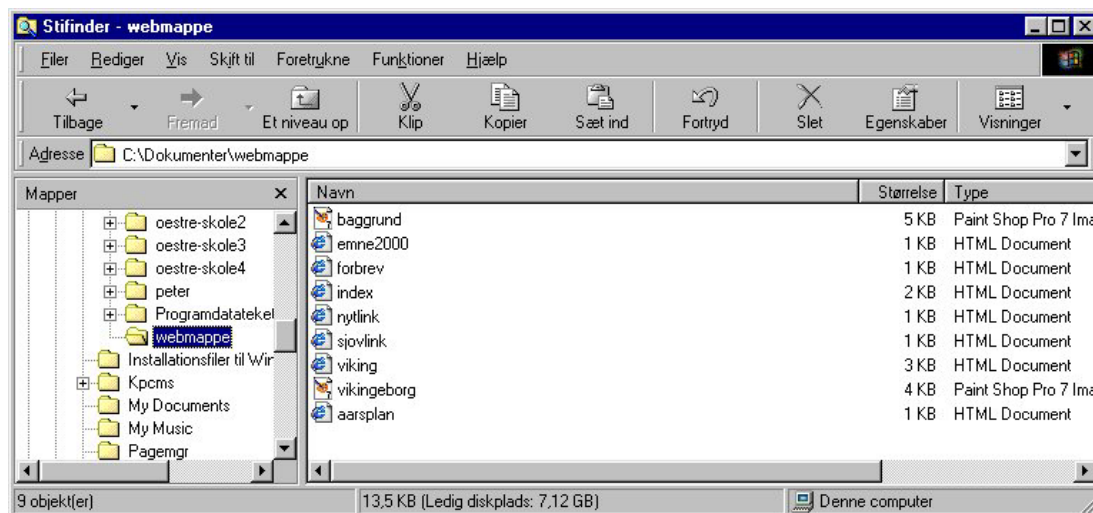 Stifinder - webmappe
Filer Rediger Vis Skift til Foretrukne Funktioner Hjælp
Tilbage Fremad Et niveau op Klip Kopier Sæt ind Fortryd Slet Egenskaber Visninger
Adresse C:\Dokumenter\webmappe
Mapper
oestre-skole2
oestre-skole3
oestre-skole4
peter
Programdatateket
webmappe
Installationsfiler til Wir
Kpcms
My Documents
My Music
Pagemgr
Navn Størrelse Type
baggrund 5 KB Paint Shop Pro 7 Ima
emne2000 1 KB HTML Document
forbrev 1 KB HTML Document
index 2 KB HTML Document
nytlink 1 KB HTML Document
sjovlink 1 KB HTML Document
viking 3 KB HTML Document
vikingeborg 4 KB Paint Shop Pro 7 Ima
aarsplan 1 KB HTML Document
9 objekt(er) 13,5 KB (Ledig diskplads: 7,12 GB) Denne computer